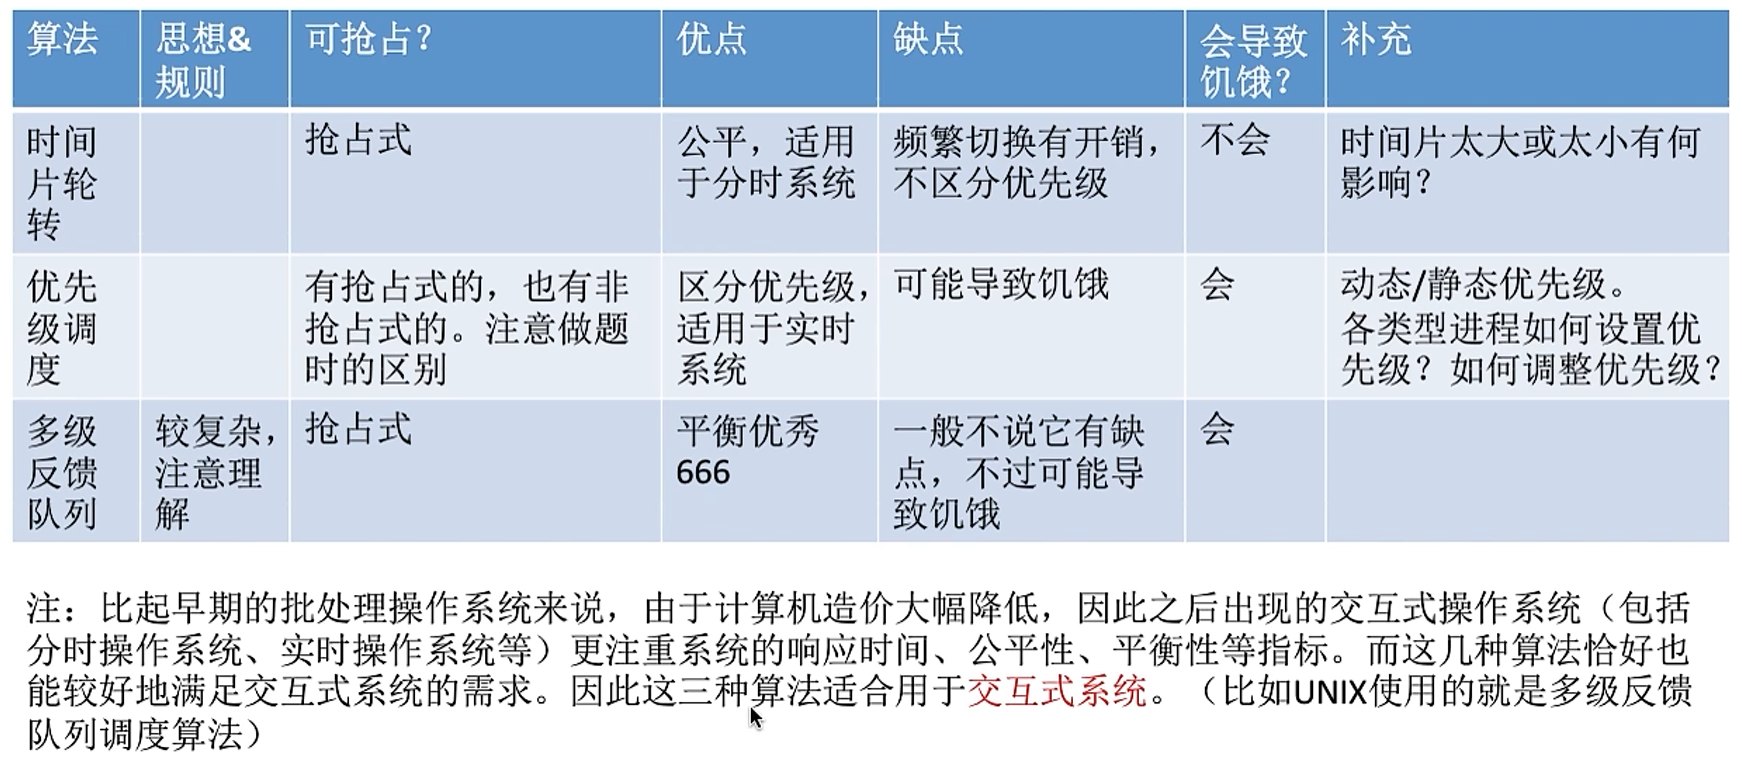 算法 思想& 可抢占？ 优点 缺点 会导致 补充
规则 饥饿？
时间 抢占式 公平，适用 频繁切换有开销， 不会 时间片太大或太小有何
片轮 于分时系统 不区分优先级 影响？
转
优先 有抢占式的，也有非 区分优先级， 可能导致饥饿 会 动态/静态优先级。
级调 抢占式的。注意做题 适用于实时 各类型进程如何设置优
度 时的区别 系统 先级？如何调整优先级？
多级 较复杂， 抢占式 平衡优秀 一般不说它有缺 会
反馈 注意理 666 点，不过可能导
队列 解 致饥饿
注：比起早期的批处理操作系统来说，由于计算机造价大幅降低，因此之后出现的交互式操作系统（包括
分时操作系统、实时操作系统等）更注重系统的响应时间、公平性、平衡性等指标。而这几种算法恰好也
能较好地满足交互式系统的需求。因此这三种算法适合用于交互式系统。（比如UNIX使用的就是多级反馈
队列调度算法）